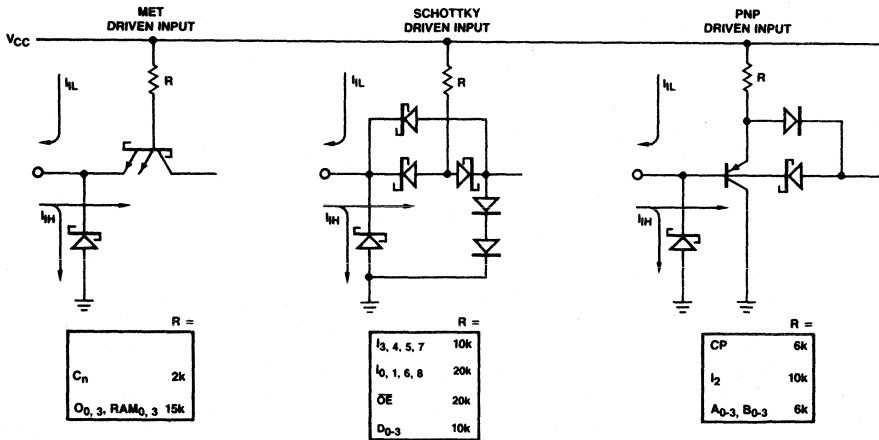 MET
DRIVEN INPUT
SCHOTTKY
DRIVEN INPUT
PNP
DRIVEN INPUT
VCC
R
IIL
IIH
R
IIL
IIH
R
IIL
IIH
R =
Cn 2k
O0, 3, RAM0, 3 15k
R =
I3, 4, 5, 7 10k
I0, 1, 6, 8 20k
O̅E̅ 20k
D0-3 10k
R =
CP 6k
I2 10k
A0-3, B0-3 6k